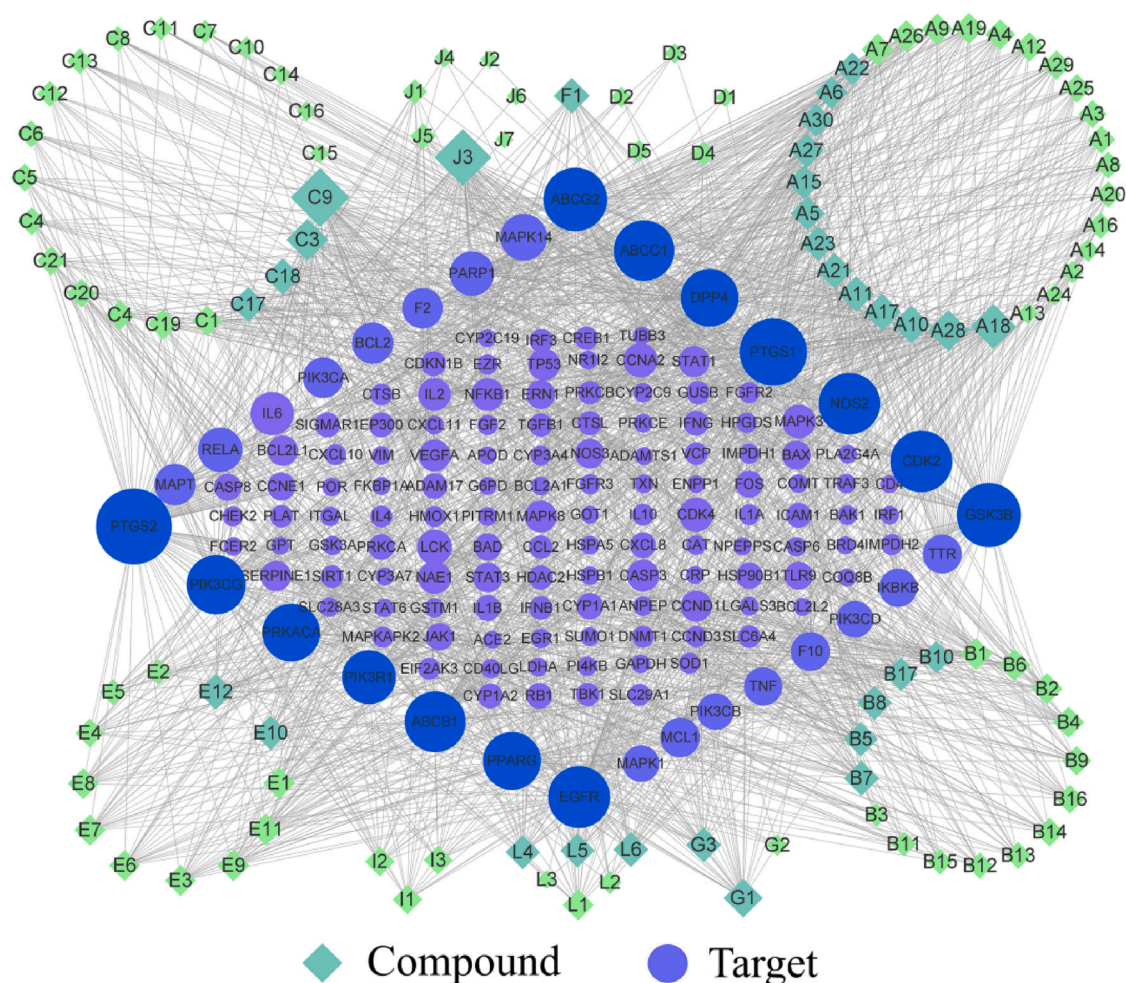 C11 C7 C8 C10 C13 C14 C12 C16 C6 C15 C5 C9 C4 C3 C21 C18 C20 C17 C4 C19 C1
J4 J2 J1 J6 J5 J7 J3
F1
D3 D2 D1 D5 D4
A22 A7 A26 A9 A19 A4 A12 A29 A25 A3 A1 A8 A20 A16 A14 A2 A24 A13 A18 A28 A10 A17 A11 A21 A23 A5 A15 A27 A30 A6
ABCG2
MAPK14 ABCC1
PARP1 DPP4
F2 PTGS1
BCL2 NOS2
PIK3CA CDK2
IL6 GSK3B
RELA
MAPT
PTGS2
CYP2C19 IRF3 CREB1 TUBB3
CDKN1B EZR TP53 NR1I2 CCNA2 STAT1
CTSB IL2 NFKB1 ERN1 PRKCB CYP2C9 GUSB FGFR2
SIGMAR1 EP300 CXCL11 FGF2 TGFB1 CTSL PRKCE IFNG HPGDS MAPK3
BCL2L1 CXCL10 VIM VEGFA APOD CYP3A4 NOS3 ADAMTS1 VCP IMPDH1 BAX PLA2G4A
CASP8 CCNE1 POR FKBP1A ADAM17 G6PD BCL2A1 FGFR3 TXN ENPP1 FOS COMT TRAF3 CD4
CHEK2 PLAT ITGAL IL4 HMOX1 PITRM1 MAPK8 GOT1 IL10 CDK4 IL1A ICAM1 BAK1 IRF1
FCER2 GPT GSK3A PRKCA LCK BAD CCL2 HSPA5 CXCL8 CAT NPEPPS CASP6 BRD4 IMPDH2
SERPINE1 SIRT1 CYP3A7 NAE1 STAT3 HDAC2 HSPB1 CASP3 CRP HSP90B1 TLR9 COQ8B
SLC28A3 STAT6 GSTM1 IL1B IFNB1 CYP1A1 ANPEP CCND1 LGALS3 BCL2L2
MAPKAPK2 JAK1 ACE2 EGR1 SUMO1 DNMT1 CCND3 SLC6A4
EIF2AK3 CD40LG LDHA PI4KB GAPDH SOD1
CYP1A2 RB1 TBK1 SLC29A1
PIK3CG TTR
PRKACA IKBKB
PIK3R1 PIK3CD
ABCB1 F10
PPARG TNF
EGFR PIK3CB
MCL1
MAPK1
E2 E5 E12 E4 E10 E8 E1 E7 E11 E6 E3 E9
I2 I3 I1
L4 L5 L6 L3 L2 L1
G3 G2 G1
B10 B1 B17 B6 B8 B2 B4 B5 B9 B7 B16 B3 B14 B11 B15 B12 B13
Compound Target